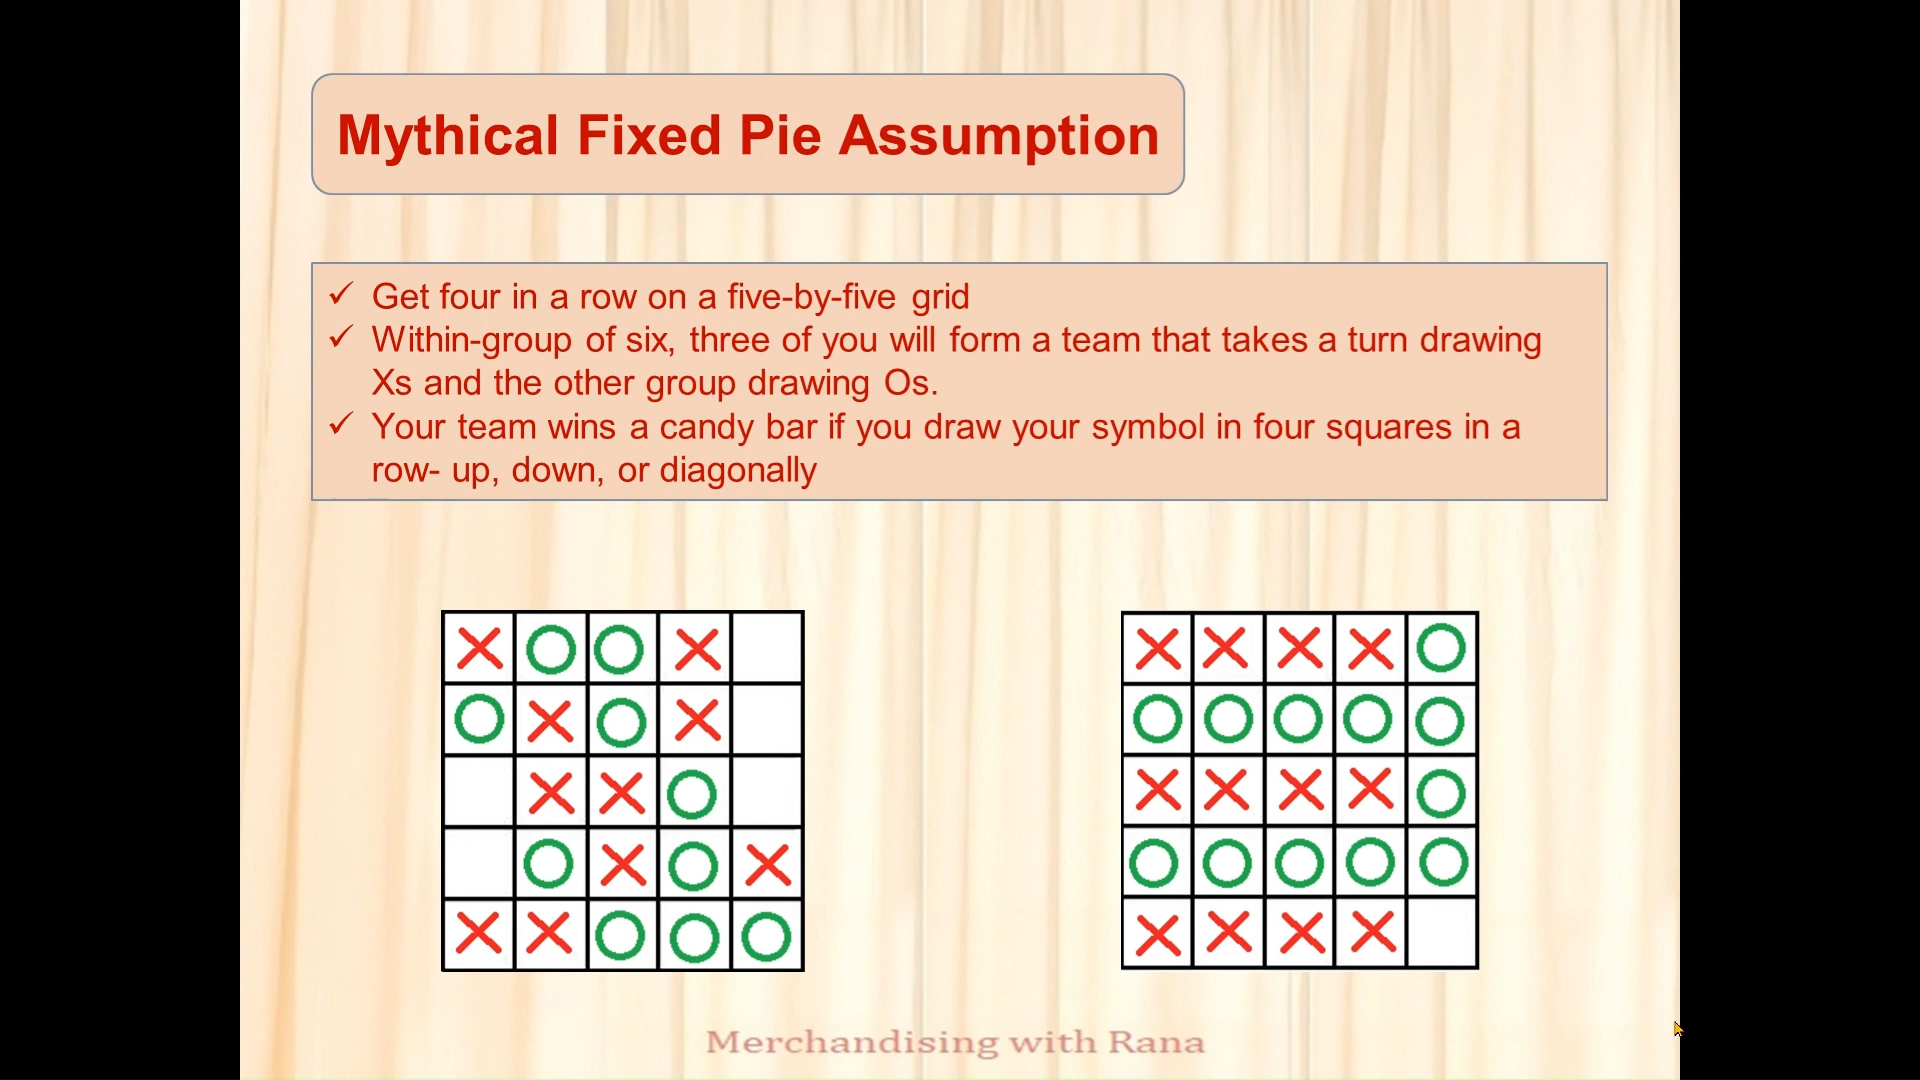 Mythical Fixed Pie Assumption
✓ Get four in a row on a five-by-five grid
✓ Within-group of six, three of you will form a team that takes a turn drawing
Xs and the other group drawing Os.
✓ Your team wins a candy bar if you draw your symbol in four squares in a
row- up, down, or diagonally
Merchandising with Rana